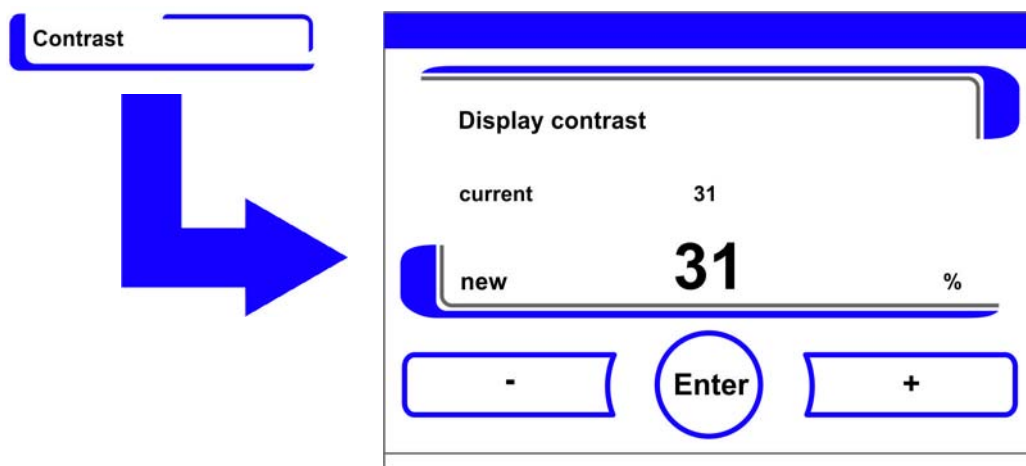 Contrast
Display contrast
current 31
new 31 %
- Enter +